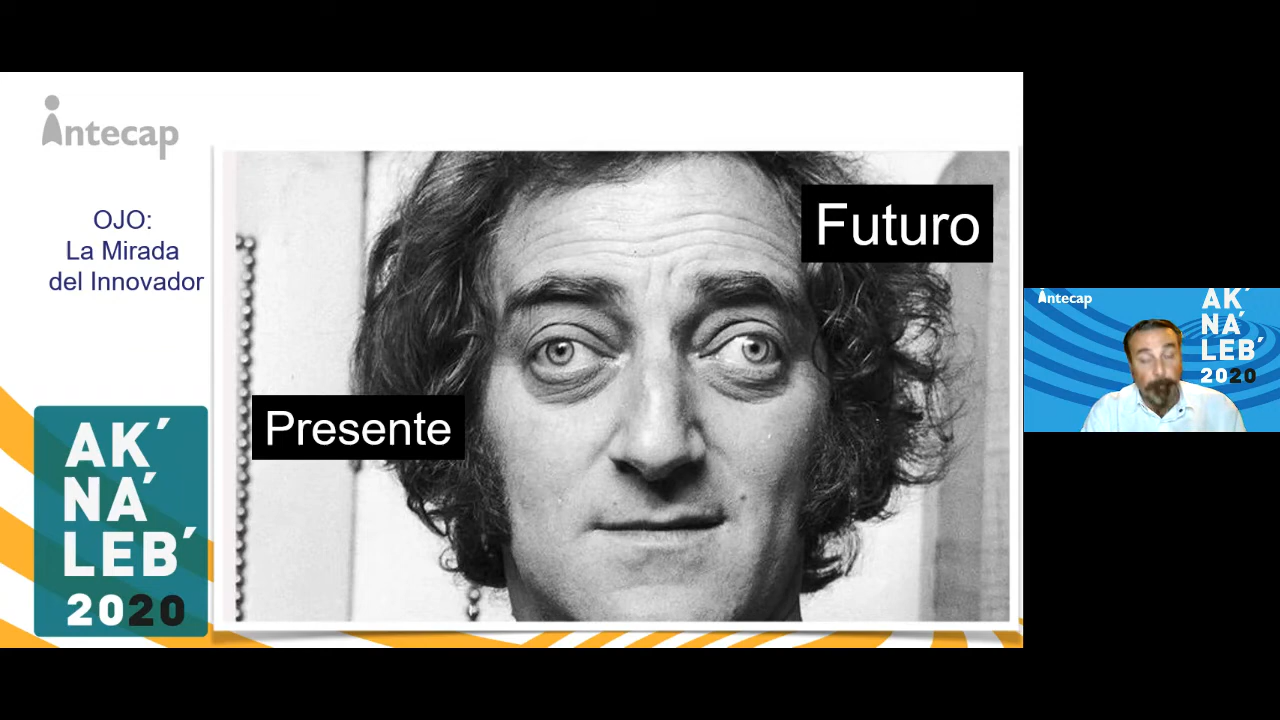 intecap
OJO:
La Mirada
del Innovador
Futuro
Presente
AK´
NA´
LEB´
2020
intecap
AK´
NA´
LEB´
2020